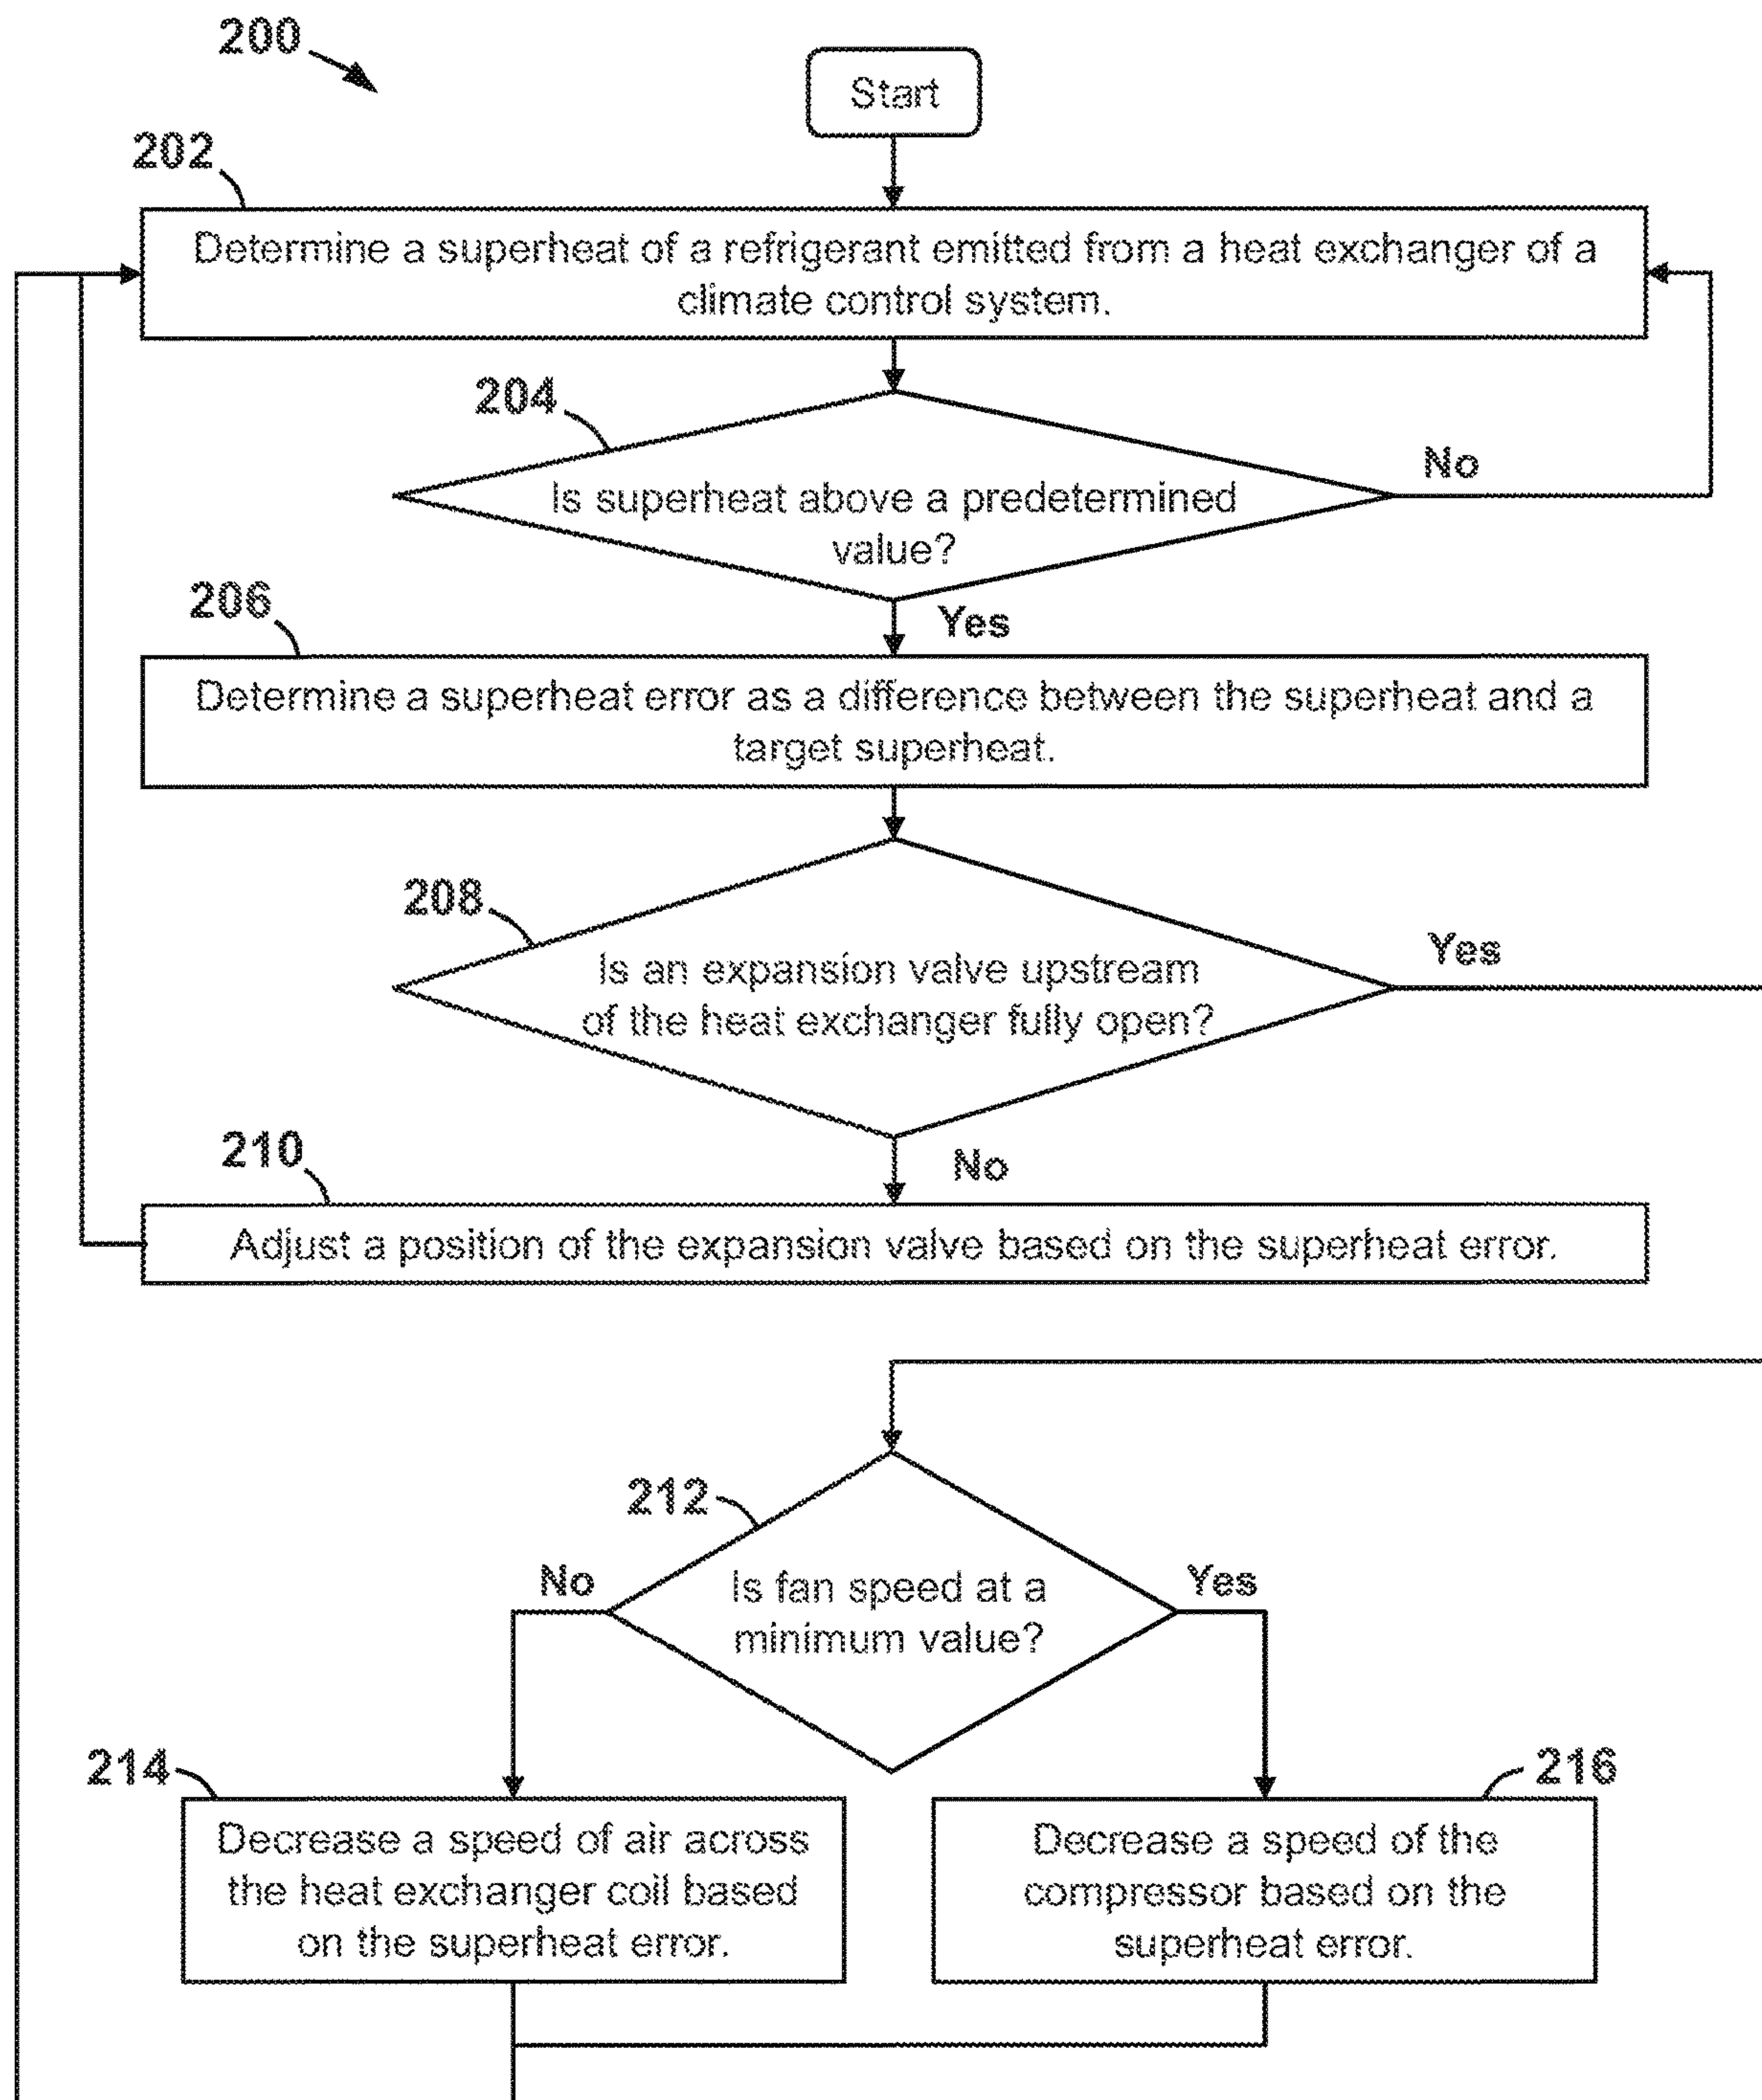 200
Start
202
Determine a superheat of a refrigerant emitted from a heat exchanger of a
climate control system.
204
Is superheat above a predetermined
value?
No
Yes
206
Determine a superheat error as a difference between the superheat and a
target superheat.
208
Is an expansion valve upstream
of the heat exchanger fully open?
Yes
No
210
Adjust a position of the expansion valve based on the superheat error.
212
Is fan speed at a
minimum value?
No
Yes
214
Decrease a speed of air across
the heat exchanger coil based
on the superheat error.
216
Decrease a speed of the
compressor based on the
superheat error.